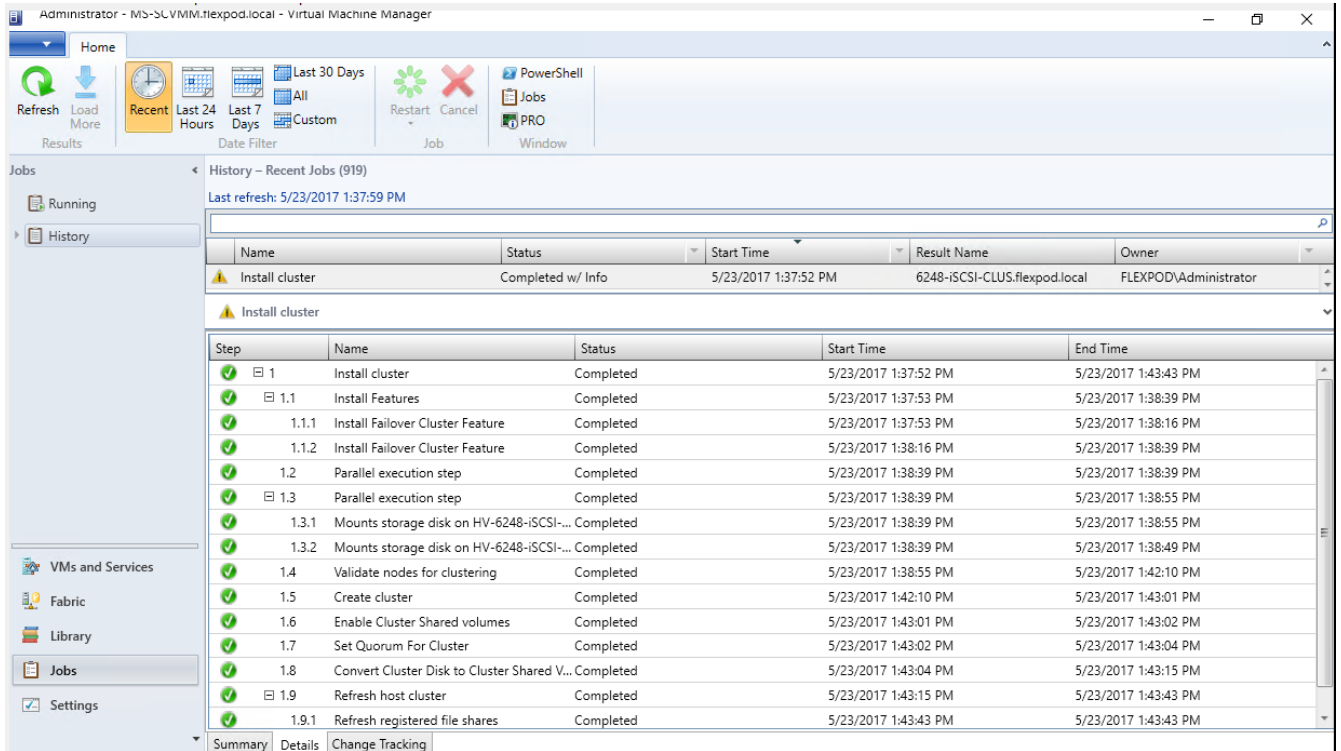 Administrator - MS-SCVMM.flexpod.local - Virtual Machine Manager
Home
Refresh
Load More
Results
Recent
Last 24 Hours
Last 7 Days
Last 30 Days
All
Custom
Date Filter
Restart
Cancel
Job
PowerShell
Jobs
PRO
Window
Jobs
Running
History
VMs and Services
Fabric
Library
Jobs
Settings
History – Recent Jobs (919)
Last refresh: 5/23/2017 1:37:59 PM
Name Status Start Time Result Name Owner
Install cluster Completed w/ Info 5/23/2017 1:37:52 PM 6248-iSCSI-CLUS.flexpod.local FLEXPOD\Administrator
Install cluster
Step Name Status Start Time End Time
1 Install cluster Completed 5/23/2017 1:37:52 PM 5/23/2017 1:43:43 PM
1.1 Install Features Completed 5/23/2017 1:37:53 PM 5/23/2017 1:38:39 PM
1.1.1 Install Failover Cluster Feature Completed 5/23/2017 1:37:53 PM 5/23/2017 1:38:16 PM
1.1.2 Install Failover Cluster Feature Completed 5/23/2017 1:38:16 PM 5/23/2017 1:38:39 PM
1.2 Parallel execution step Completed 5/23/2017 1:38:39 PM 5/23/2017 1:38:39 PM
1.3 Parallel execution step Completed 5/23/2017 1:38:39 PM 5/23/2017 1:38:55 PM
1.3.1 Mounts storage disk on HV-6248-iSCSI-... Completed 5/23/2017 1:38:39 PM 5/23/2017 1:38:55 PM
1.3.2 Mounts storage disk on HV-6248-iSCSI-... Completed 5/23/2017 1:38:39 PM 5/23/2017 1:38:49 PM
1.4 Validate nodes for clustering Completed 5/23/2017 1:38:55 PM 5/23/2017 1:42:10 PM
1.5 Create cluster Completed 5/23/2017 1:42:10 PM 5/23/2017 1:43:01 PM
1.6 Enable Cluster Shared volumes Completed 5/23/2017 1:43:01 PM 5/23/2017 1:43:02 PM
1.7 Set Quorum For Cluster Completed 5/23/2017 1:43:02 PM 5/23/2017 1:43:04 PM
1.8 Convert Cluster Disk to Cluster Shared V... Completed 5/23/2017 1:43:04 PM 5/23/2017 1:43:15 PM
1.9 Refresh host cluster Completed 5/23/2017 1:43:15 PM 5/23/2017 1:43:43 PM
1.9.1 Refresh registered file shares Completed 5/23/2017 1:43:43 PM 5/23/2017 1:43:43 PM
Summary Details Change Tracking